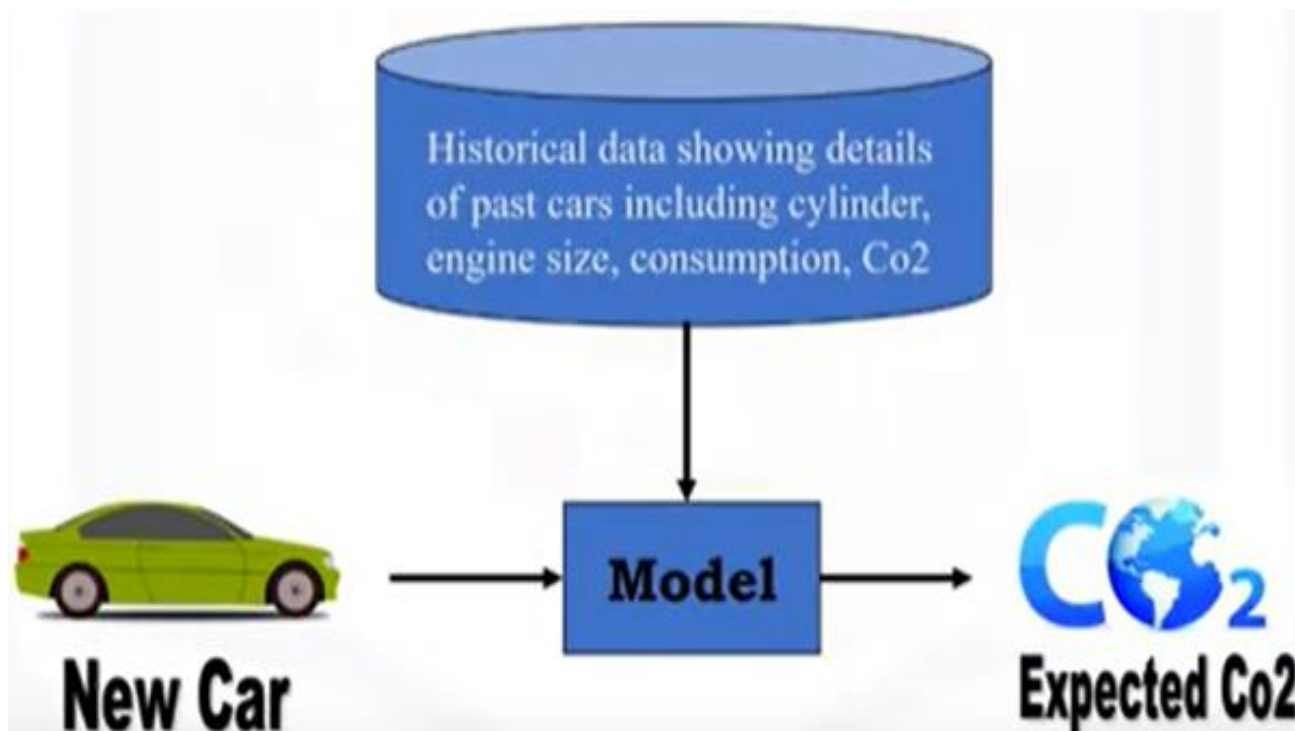 Historical data showing details
of past cars including cylinder,
engine size, consumption, Co2
Model
CO2
New Car
Expected Co2